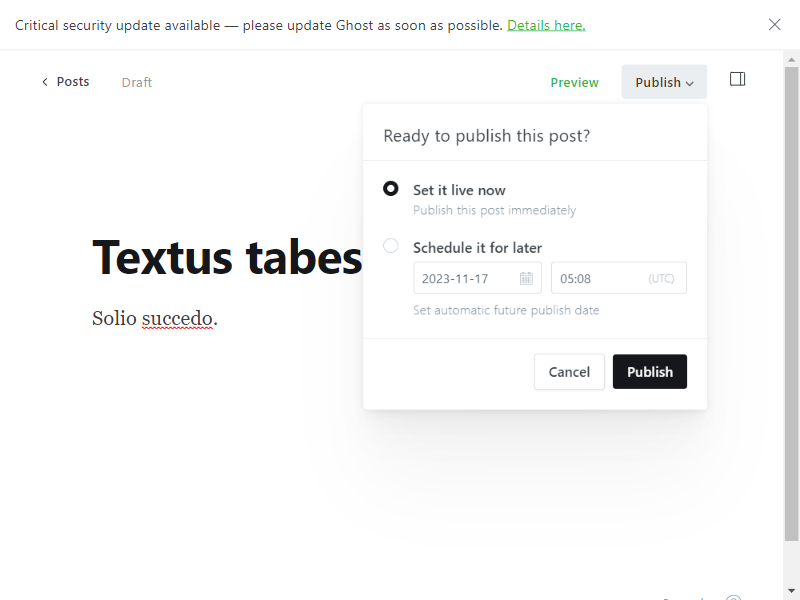 Critical security update available — please update Ghost as soon as possible. Details here.
Posts
Draft
Preview
Publish
Ready to publish this post?
Set it live now
Publish this post immediately
Schedule it for later
2023-11-17
05:08
(UTC)
Set automatic future publish date
Cancel
Publish
Textus tabes
Solio succedo.